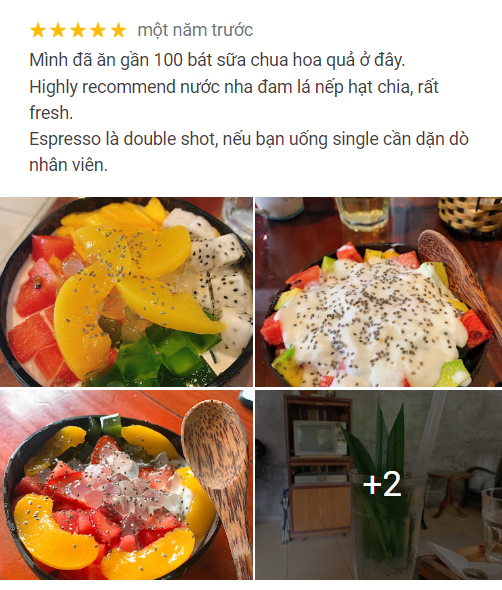 một năm trước
Mình đã ăn gần 100 bát sữa chua hoa quả ở đây.
Highly recommend nước nha đam lá nếp hạt chia, rất
fresh.
Espresso là double shot, nếu bạn uống single cần dặn dò
nhân viên.
+2